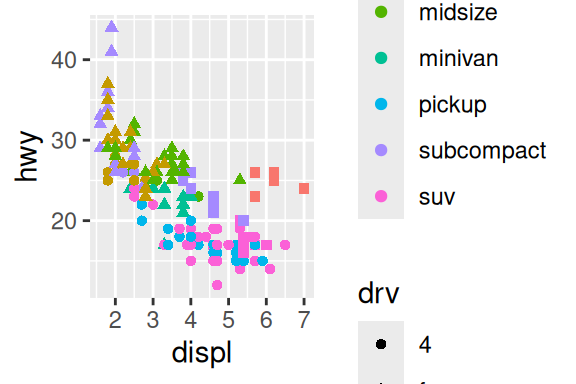 hwy
40
30
20
2 3 4 5 6 7
displ
midsize
minivan
pickup
subcompact
suv
drv
4